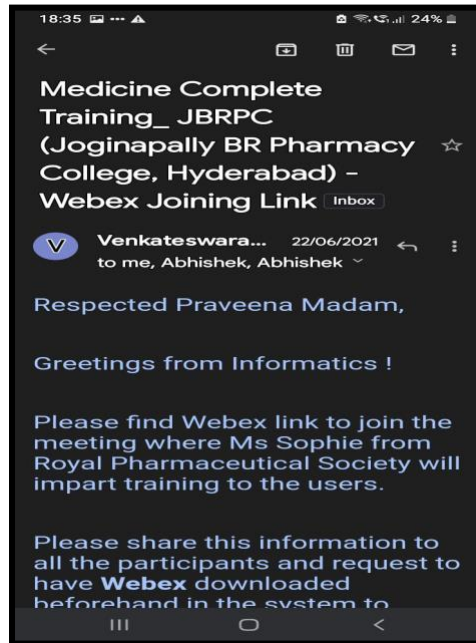 18:35
24%
Medicine Complete
Training_ JBRPC
(Joginapally BR Pharmacy
College, Hyderabad) -
Webex Joining Link Inbox
V
Venkateswara... 22/06/2021
to me, Abhishek, Abhishek
Respected Praveena Madam,
Greetings from Informatics !
Please find Webex link to join the
meeting where Ms Sophie from
Royal Pharmaceutical Society will
impart training to the users.
Please share this information to
all the participants and request to
have Webex downloaded
beforehand in the system to